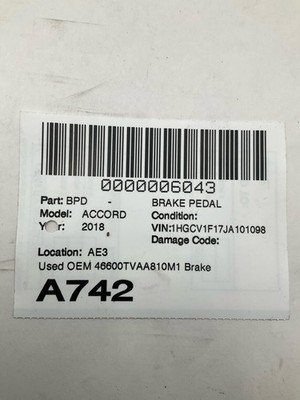 0000006043
Part: BPD - BRAKE PEDAL
Model: ACCORD Condition:
Year: 2018 VIN:1HGCV1F17JA101098
Damage Code:
Location: AE3
Used OEM 46600TVAA810M1 Brake
A742